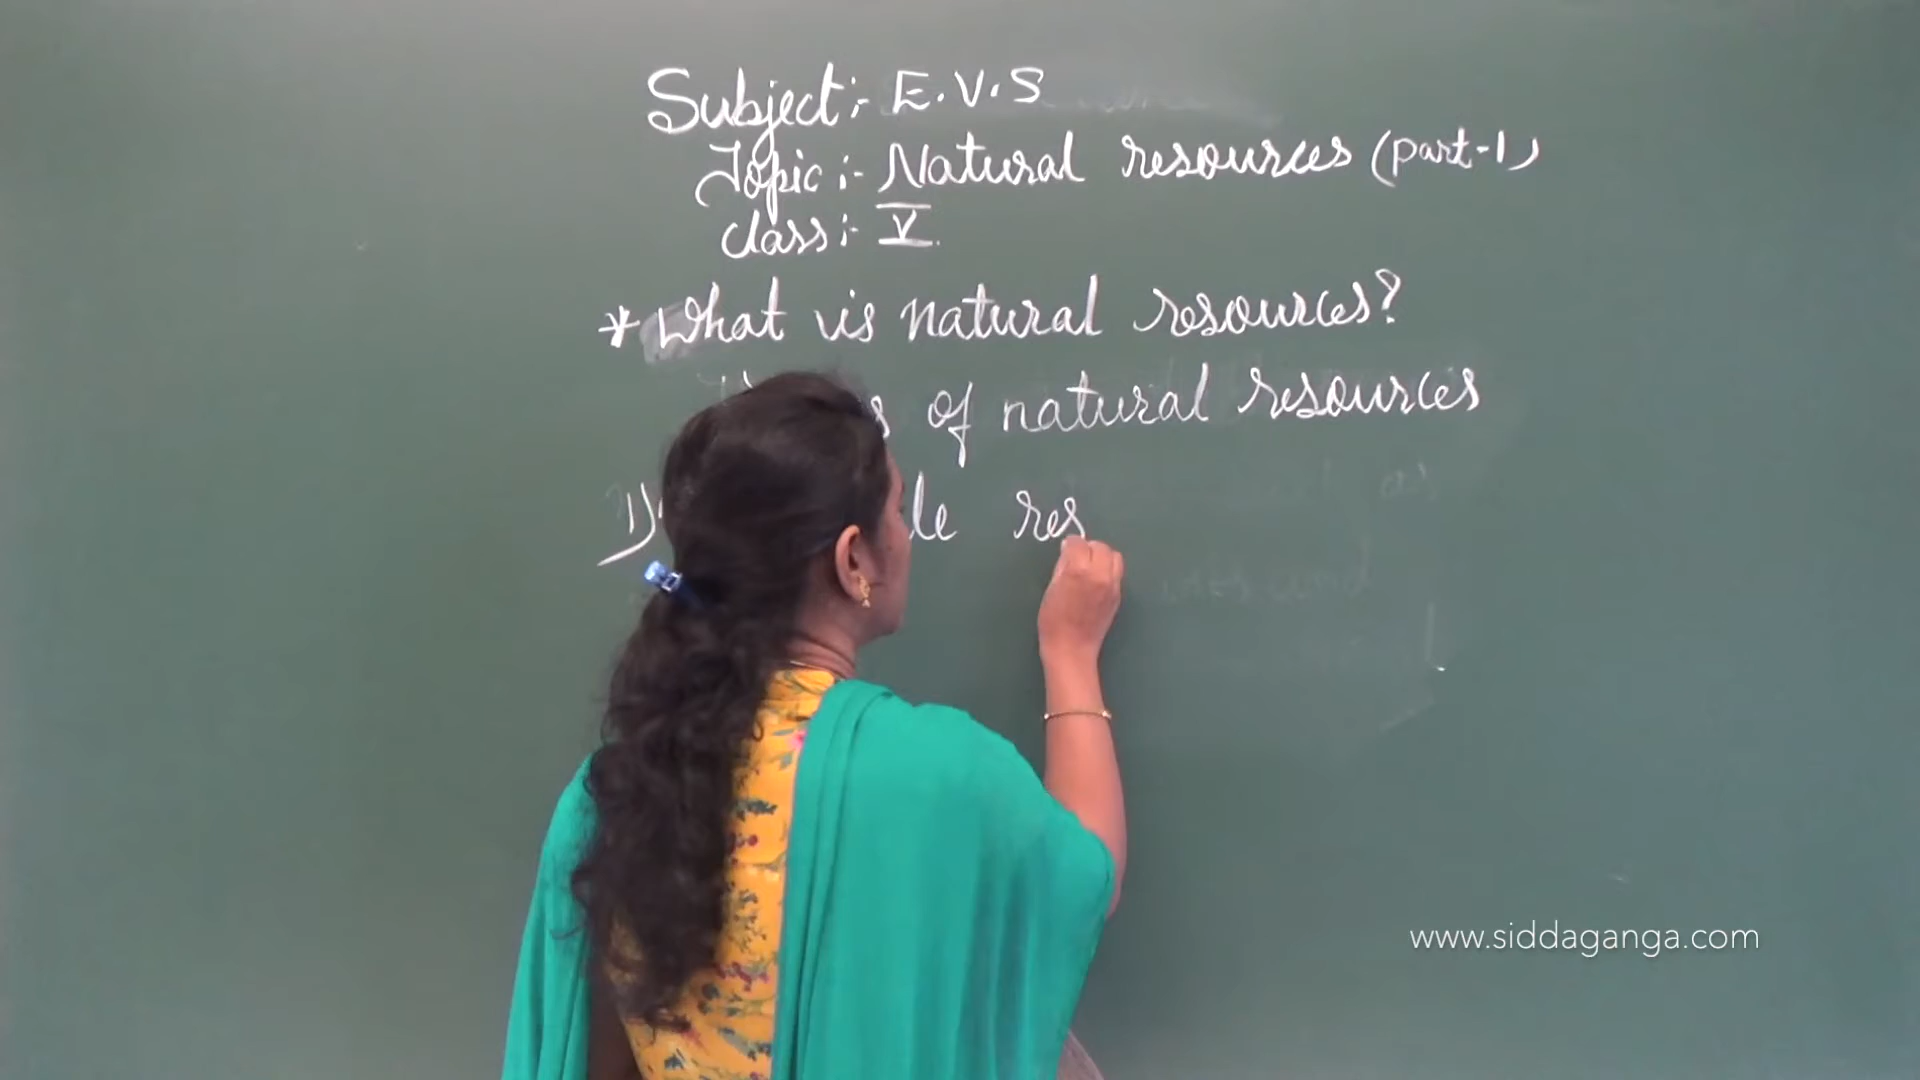 Subject:- E.V.S
Topic:- Natural resources (part-1)
class:- V
* What is natural resources?
of natural resources
1) res
www.siddaganga.com